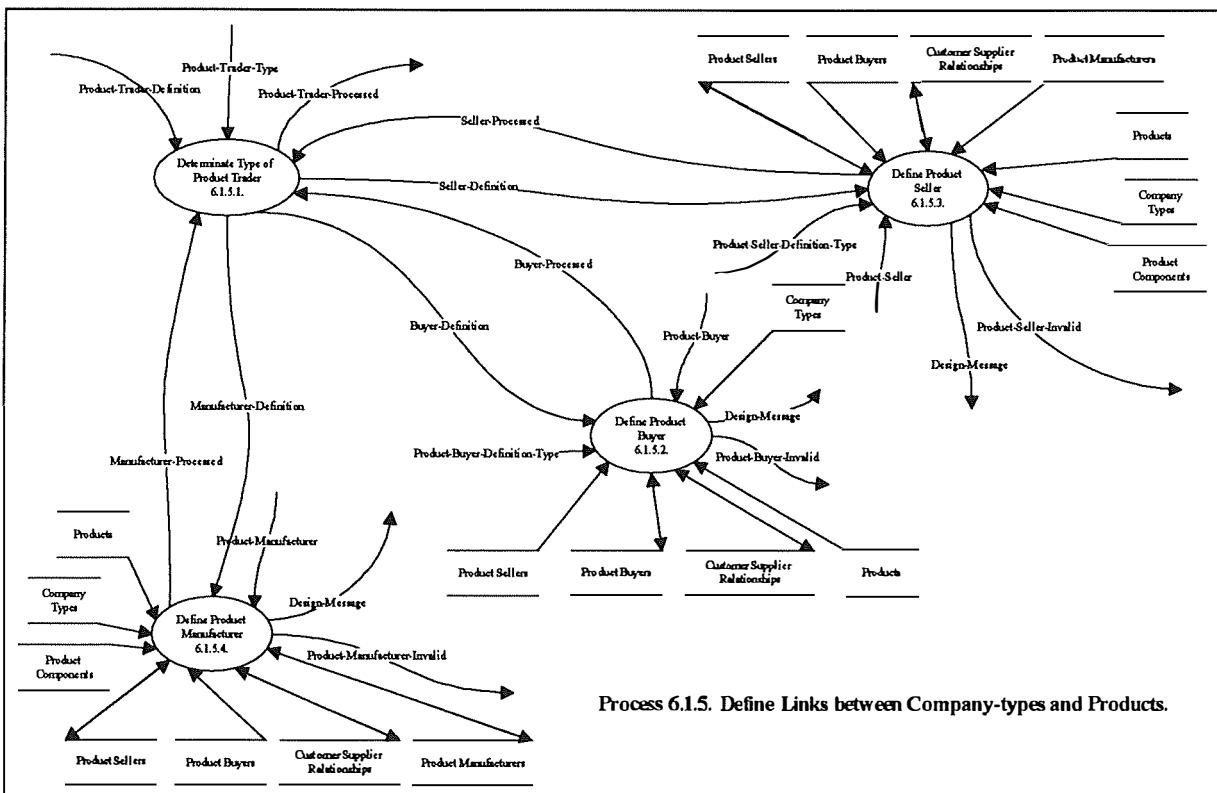 Product Sellers
Product Buyers
Customer Supplier
Relationships
Product Manufacturers
Product-Trader-Type
Product-Trader-Definition
Product-Trader-Processed
Seller-Processed
Products
Determinate Type of
Product Trader
6.1.5.1.
Seller-Definition
Define Product
Seller
6.1.5.3.
Company
Types
Product-Seller-Definition-Type
Product
Components
Buyer-Processed
Product-Seller
Company
Types
Buyer-Definition
Product-Buyer
Product-Seller-Invalid
Design-Message
Manufacturer-Definition
Define Product
Buyer
6.1.5.2.
Design-Message
Manufacturer-Processed
Product-Buyer-Definition-Type
Product-Buyer-Invalid
Products
Product-Manufacturer
Product Sellers
Product Buyers
Customer Supplier
Relationships
Products
Company
Types
Design-Message
Define Product
Manufacturer
6.1.5.4.
Product
Components
Product-Manufacturer-Invalid
Process 6.1.5. Define Links between Company-types and Products.
Product Sellers
Product Buyers
Customer Supplier
Relationships
Product Manufacturers